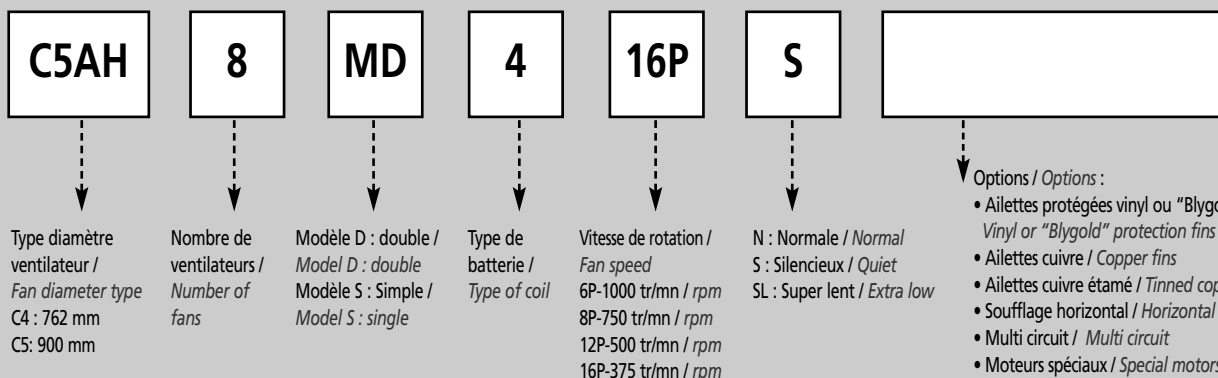 C5AH 8 MD 4 16P S
Type diamètre
ventilateur /
Fan diameter type
C4 : 762 mm
C5: 900 mm
Nombre de
ventilateurs /
Number of
fans
Modèle D : double /
Model D : double
Modèle S : Simple /
Model S : single
Type de
batterie /
Type of coil
Vitesse de rotation /
Fan speed
6P-1000 tr/mn / rpm
8P-750 tr/mn / rpm
12P-500 tr/mn / rpm
16P-375 tr/mn / rpm
N : Normale / Normal
S : Silencieux / Quiet
SL : Super lent / Extra low
Options / Options :
• Ailettes protégées vinyl ou
Vinyl or “Blygold” protection fins
• Ailettes cuivre / Copper fins
• Ailettes cuivre étamé / Tinned
• Soufflage horizontal / Horizontal
• Multi circuit / Multi circuit
• Moteurs spéciaux / Special motors